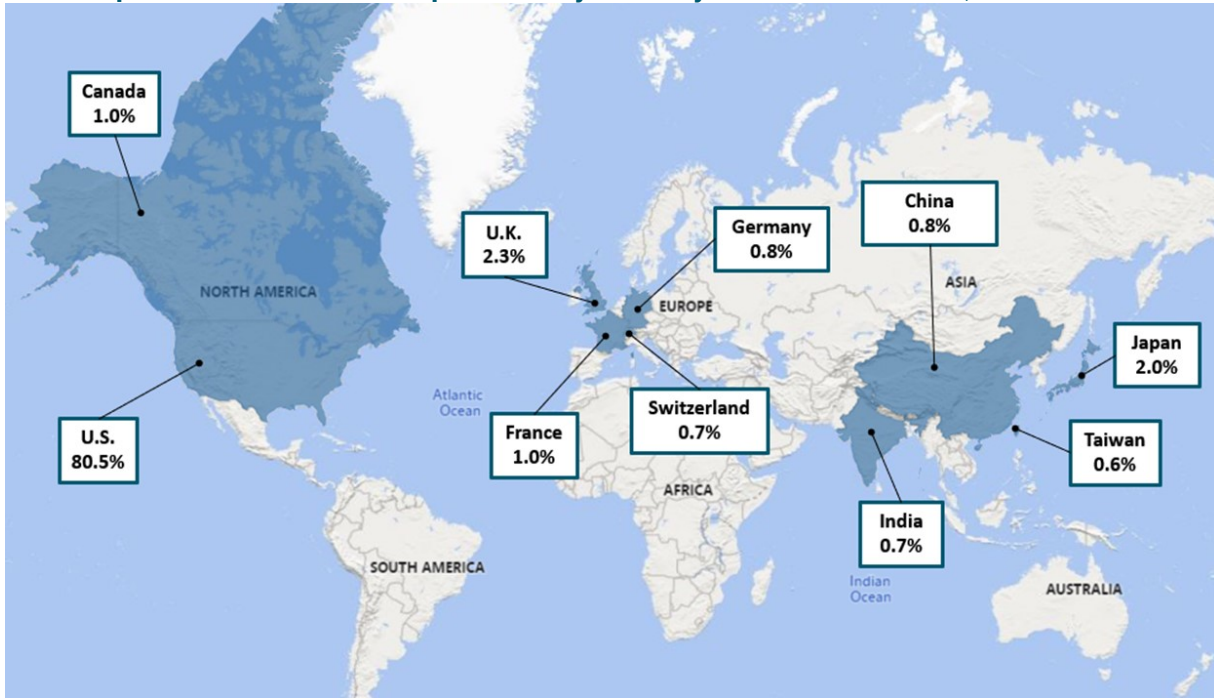 Canada
1.0%
U.S.
80.5%
U.K.
2.3%
Germany
0.8%
France
1.0%
Switzerland
0.7%
China
0.8%
Japan
2.0%
Taiwan
0.6%
India
0.7%
NORTH AMERICA
EUROPE
ASIA
Atlantic
Ocean
AFRICA
SOUTH AMERICA
Indian
Ocean
AUSTRALIA